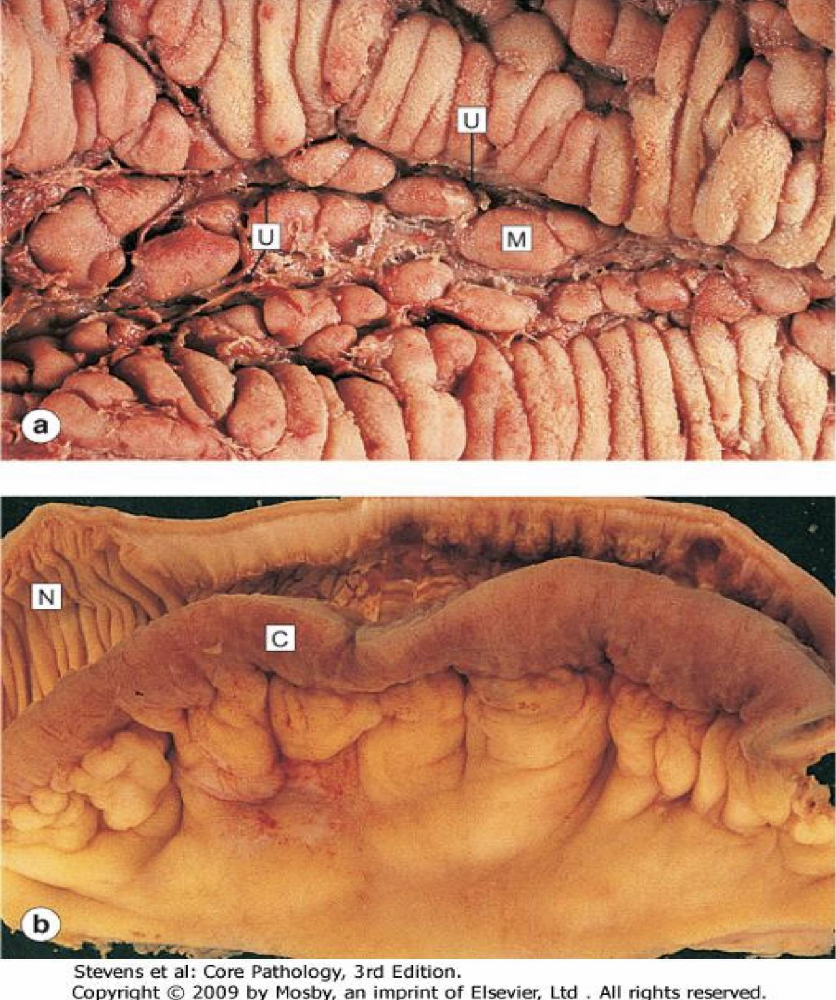 U
U
M
a
N
C
b
Stevens et al: Core Pathology, 3rd Edition.
Copyright © 2009 by Mosby, an imprint of Elsevier, Ltd . All rights reserved.